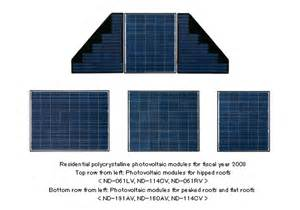 Residential polycrystalline photovoltaic modules for fiscal year 2008
Top row from left: Photovoltaic modules for hipped roofs
< ND-061LV, ND-114CV, ND-061RV >
Bottom row from left: Photovoltaic modules for peaked roofs and flat roofs
< ND-191AV, ND-160AV, ND-114CV >